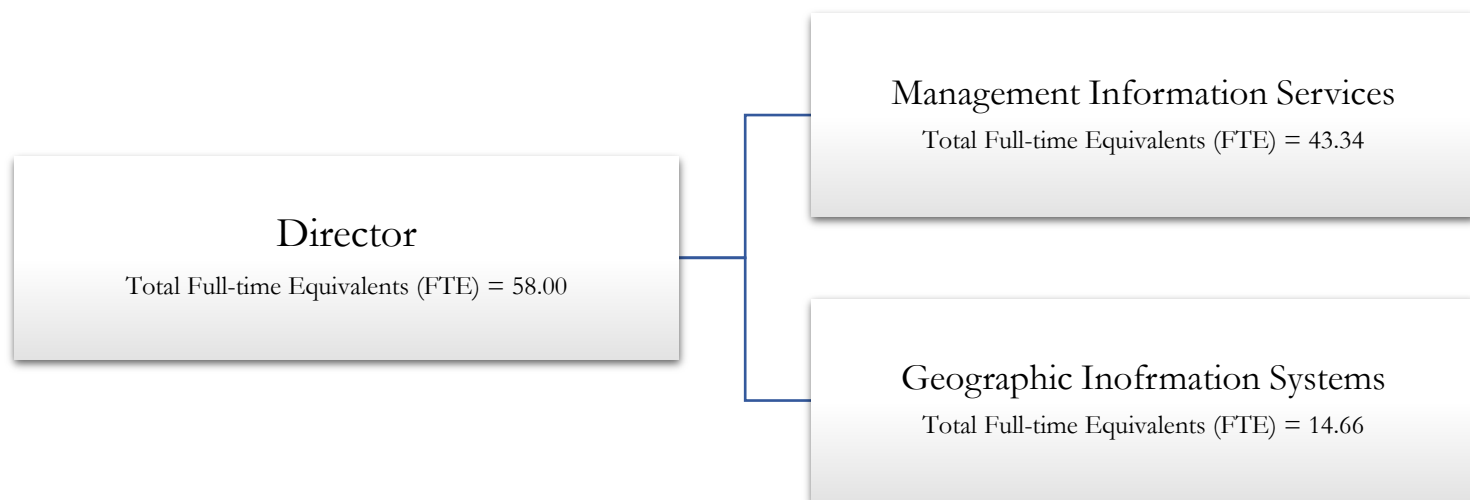 Director
Total Full-time Equivalents (FTE) = 58.00
Management Information Services
Total Full-time Equivalents (FTE) = 43.34
Geographic Inofrmation Systems
Total Full-time Equivalents (FTE) = 14.66